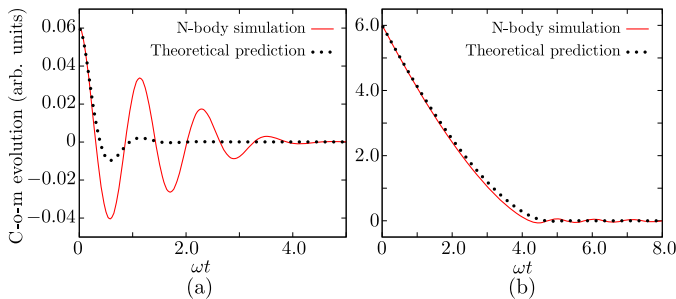 C-o-m evolution (arb. units)
0.06
0.04
0.02
0
−0.02
−0.04
N-body simulation
Theoretical prediction
0 2.0 4.0
ωt
(a)
6.0
4.0
2.0
0
N-body simulation
Theoretical prediction
0 2.0 4.0 6.0 8.0
ωt
(b)